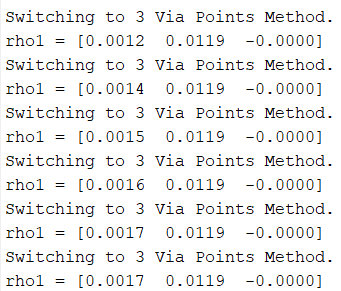 Switching to 3 Via Points Method.
rho1 = [0.0012  0.0119  -0.0000]
Switching to 3 Via Points Method.
rho1 = [0.0014  0.0119  -0.0000]
Switching to 3 Via Points Method.
rho1 = [0.0015  0.0119  -0.0000]
Switching to 3 Via Points Method.
rho1 = [0.0016  0.0119  -0.0000]
Switching to 3 Via Points Method.
rho1 = [0.0017  0.0119  -0.0000]
Switching to 3 Via Points Method.
rho1 = [0.0017  0.0119  -0.0000]